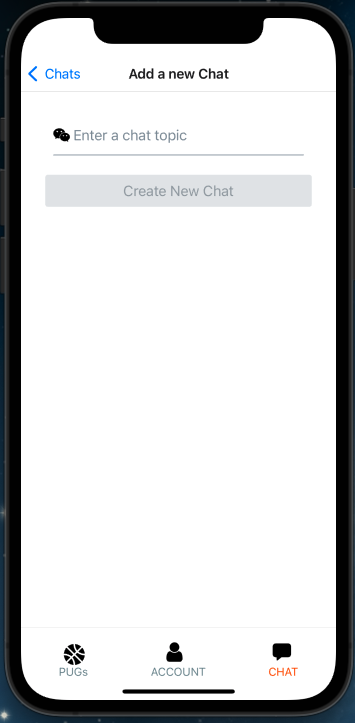 Chats
Add a new Chat
Enter a chat topic
Create New Chat
PUGs
ACCOUNT
CHAT